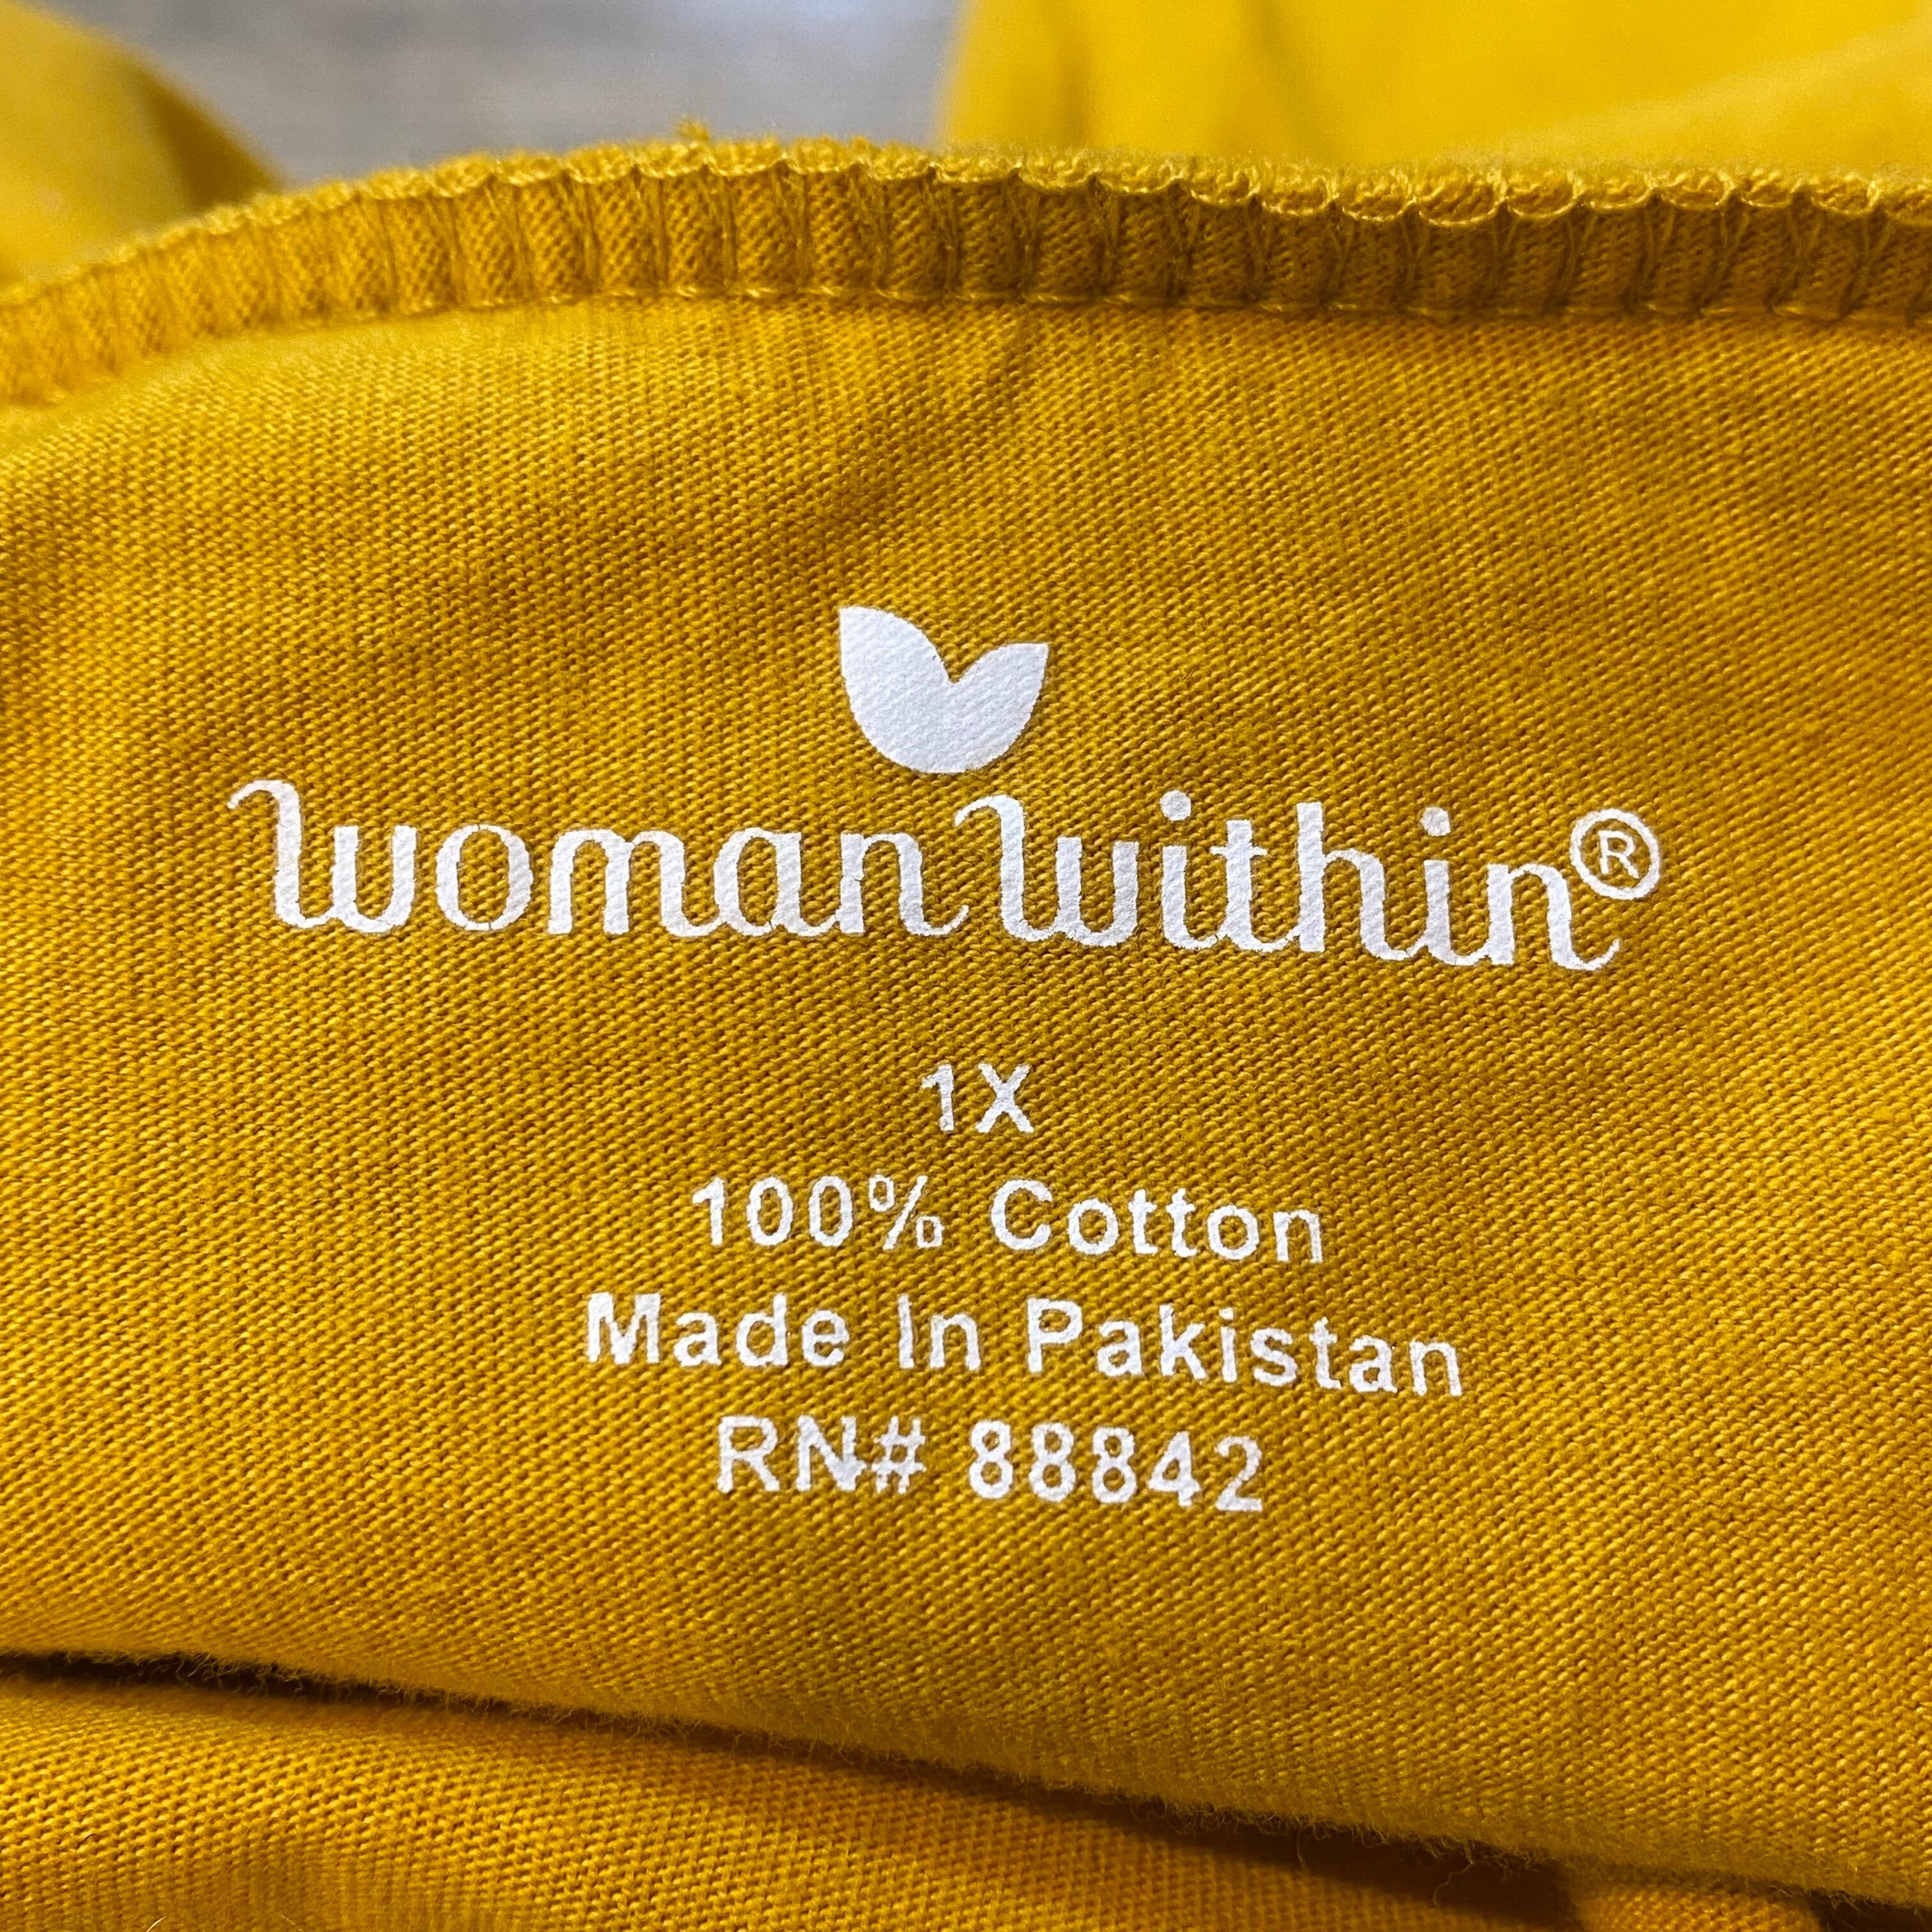 woman within®
1X
100% Cotton
Made In Pakistan
RN# 88842